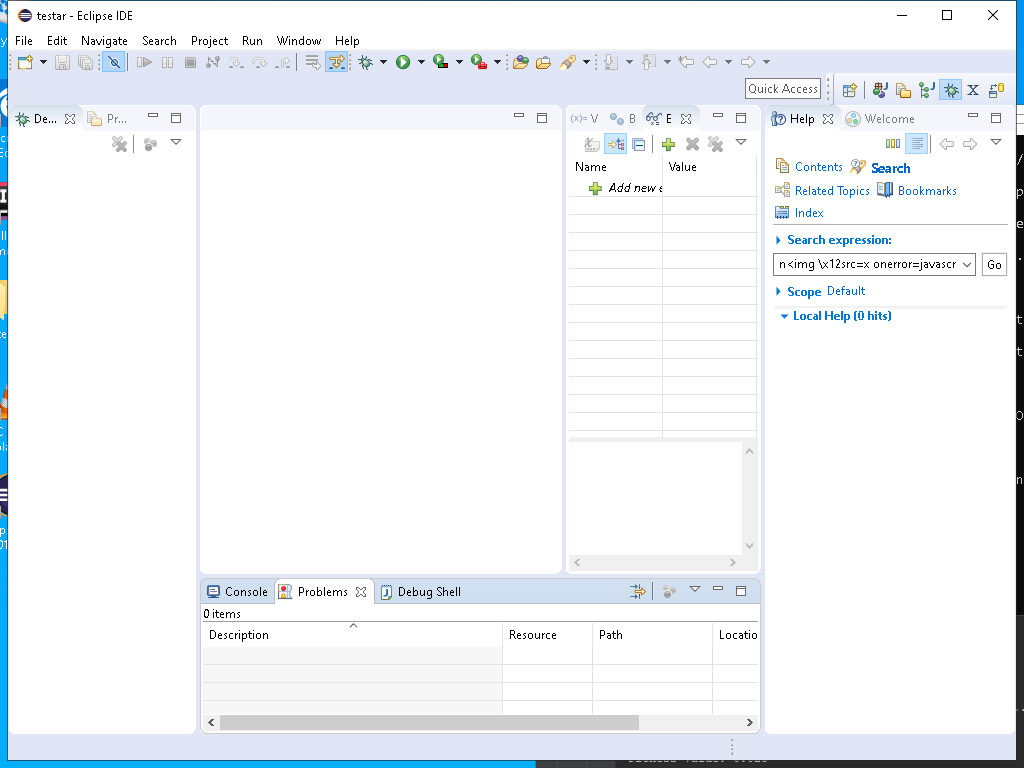 testar - Eclipse IDE
File Edit Navigate Search Project Run Window Help
Quick Access
De... Pr...
(x)= V B E
Help Welcome
Name Value
Add new e
Contents Search
Related Topics Bookmarks
Index
Search expression:
n<img \x12src=x onerror=javascr Go
Scope Default
Local Help (0 hits)
Console Problems Debug Shell
0 items
Description Resource Path Locatio